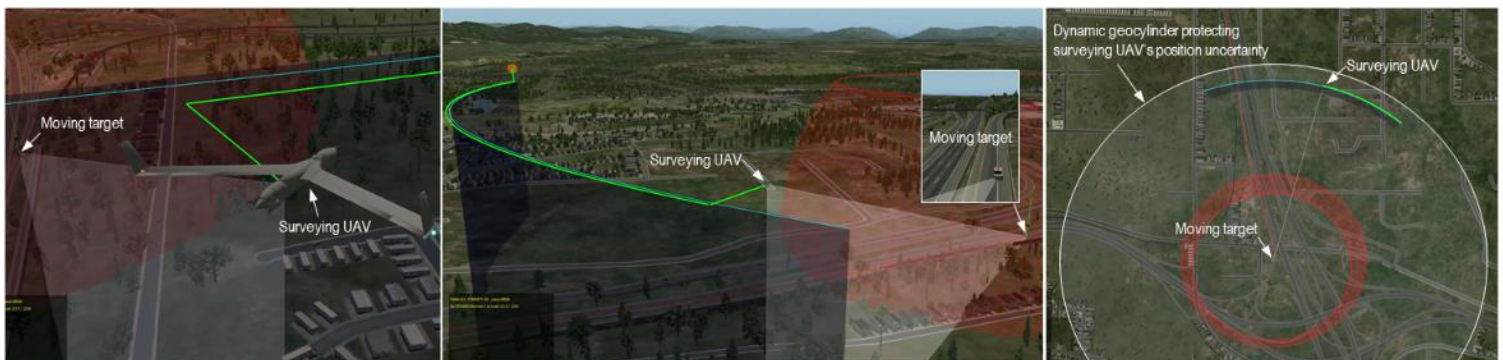 Moving target
Surveying UAV
Surveying UAV
Moving target
Dynamic geocylinder protecting
surveying UAV's position uncertainty
Surveying UAV
Moving target